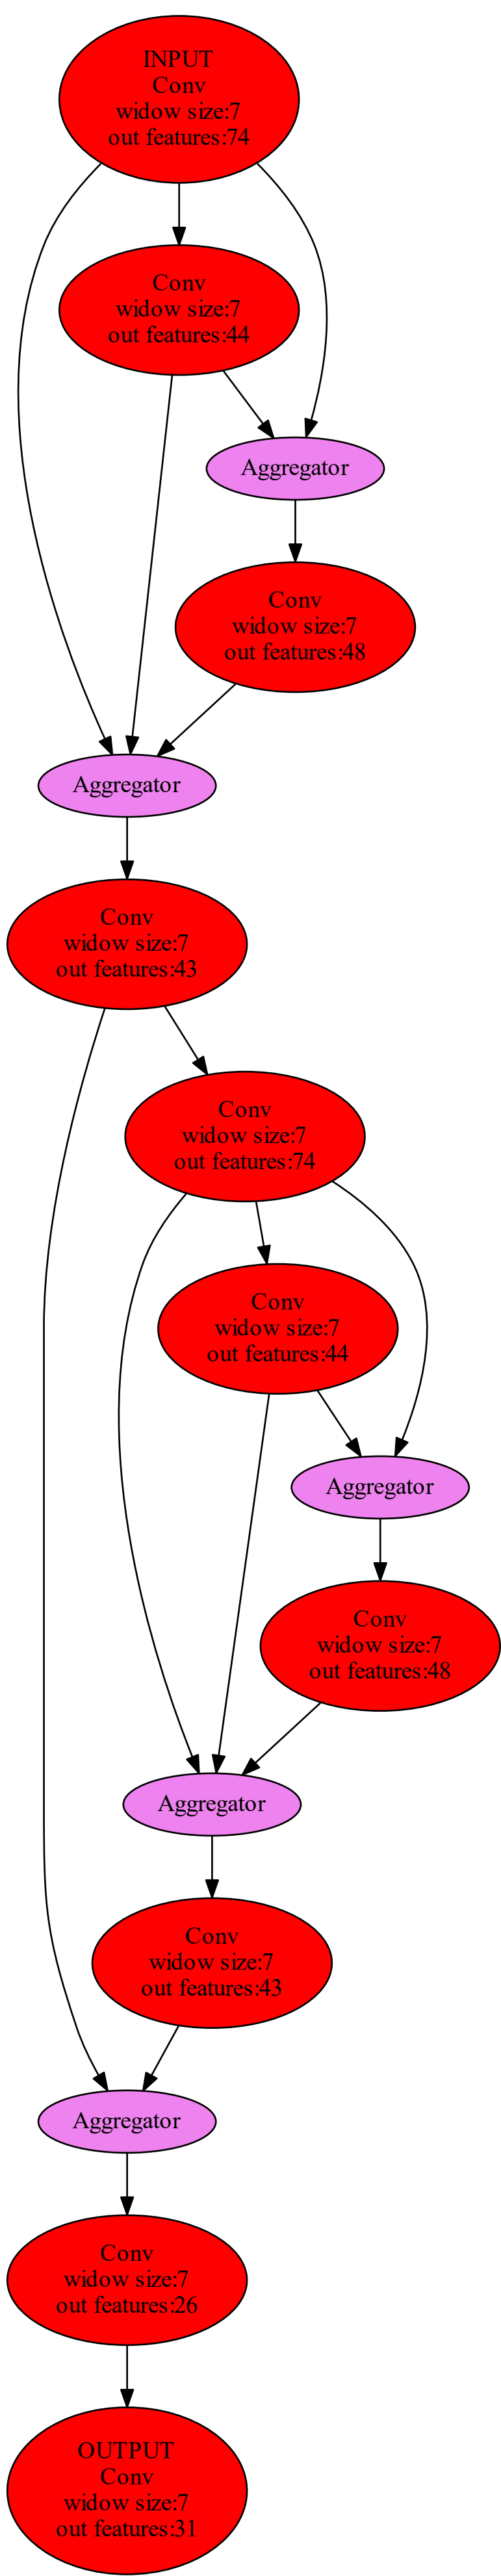 INPUT
Conv
widow size:7
out features:74
Conv
widow size:7
out features:44
Aggregator
Conv
widow size:7
out features:48
Aggregator
Conv
widow size:7
out features:43
Conv
widow size:7
out features:74
Conv
widow size:7
out features:44
Aggregator
Conv
widow size:7
out features:48
Aggregator
Conv
widow size:7
out features:43
Aggregator
Conv
widow size:7
out features:26
OUTPUT
Conv
widow size:7
out features:31